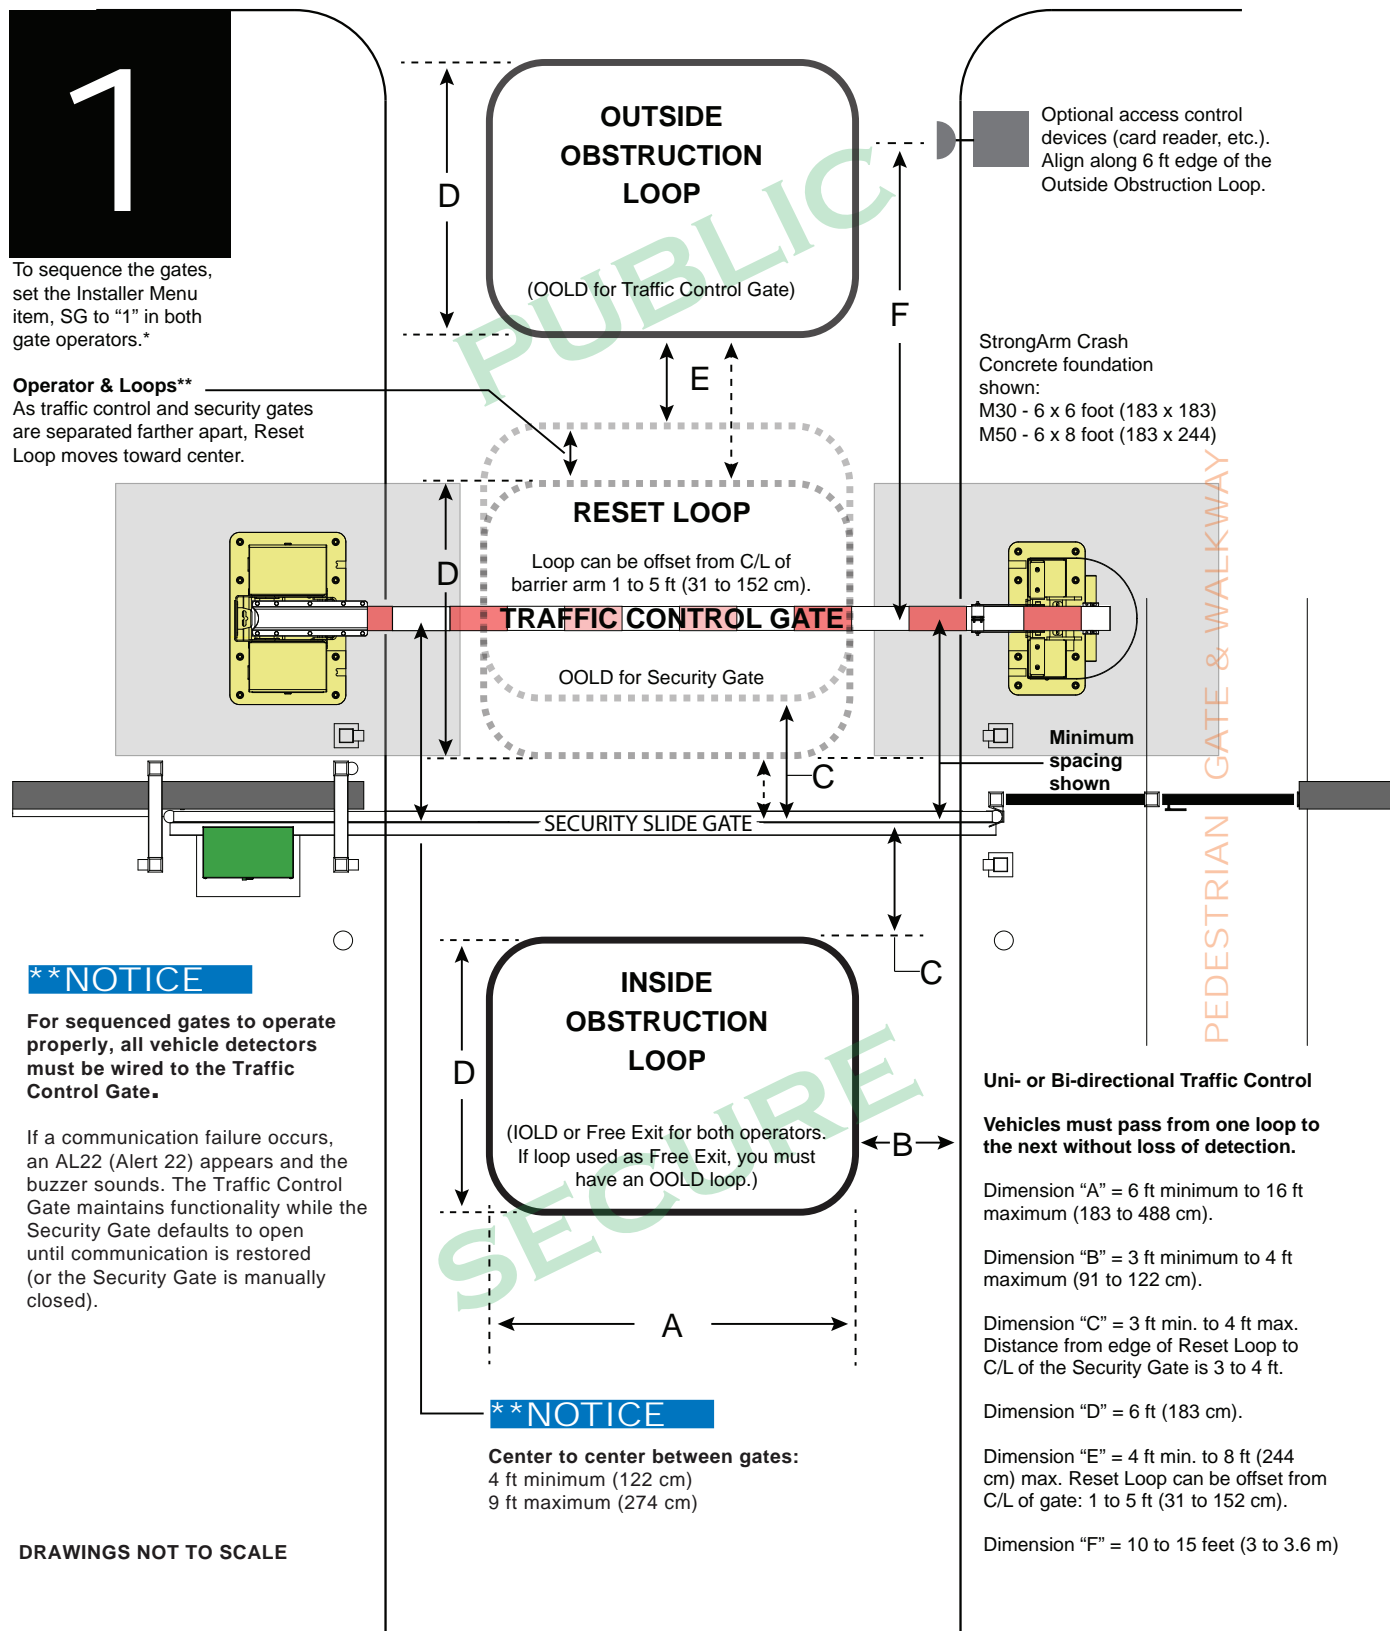 1
To sequence the gates,
set the Installer Menu
item, SG to “1” in both
gate operators.*
Operator & Loops**
As traffic control and security gates
are separated farther apart, Reset
Loop moves toward center.
D
OUTSIDE
OBSTRUCTION
LOOP
(OOLD for Traffic Control Gate)
PUBLIC
Optional access control
devices (card reader, etc.).
Align along 6 ft edge of the
Outside Obstruction Loop.
F
E
StrongArm Crash
Concrete foundation
shown:
M30 - 6 x 6 foot (183 x 183)
M50 - 6 x 8 foot (183 x 244)
D
RESET LOOP
Loop can be offset from C/L of
barrier arm 1 to 5 ft (31 to 152 cm).
TRAFFIC CONTROL GATE
OOLD for Security Gate
Minimum
spacing
shown
C
SECURITY SLIDE GATE
PEDESTRIAN GATE & WALKWAY
C
**NOTICE
For sequenced gates to operate
properly, all vehicle detectors
must be wired to the Traffic
Control Gate.
If a communication failure occurs,
an AL22 (Alert 22) appears and the
buzzer sounds. The Traffic Control
Gate maintains functionality while the
Security Gate defaults to open
until communication is restored
(or the Security Gate is manually
closed).
D
INSIDE
OBSTRUCTION
LOOP
(IOLD or Free Exit for both operators.
If loop used as Free Exit, you must
have an OOLD loop.)
SECURE
B
A
**NOTICE
Center to center between gates:
4 ft minimum (122 cm)
9 ft maximum (274 cm)
Uni- or Bi-directional Traffic Control
Vehicles must pass from one loop to
the next without loss of detection.
Dimension “A” = 6 ft minimum to 16 ft
maximum (183 to 488 cm).
Dimension “B” = 3 ft minimum to 4 ft
maximum (91 to 122 cm).
Dimension “C” = 3 ft min. to 4 ft max.
Distance from edge of Reset Loop to
C/L of the Security Gate is 3 to 4 ft.
Dimension “D” = 6 ft (183 cm).
Dimension “E” = 4 ft min. to 8 ft (244
cm) max. Reset Loop can be offset from
C/L of gate: 1 to 5 ft (31 to 152 cm).
Dimension “F” = 10 to 15 feet (3 to 3.6 m)
DRAWINGS NOT TO SCALE